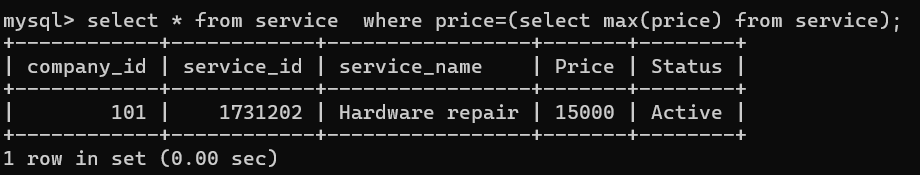 mysql> select * from service  where price=(select max(price) from service);
+------------+------------+-----------------+-------+--------+
| company_id | service_id | service_name    | Price | Status |
+------------+------------+-----------------+-------+--------+
|        101 |    1731202 | Hardware repair | 15000 | Active |
+------------+------------+-----------------+-------+--------+
1 row in set (0.00 sec)